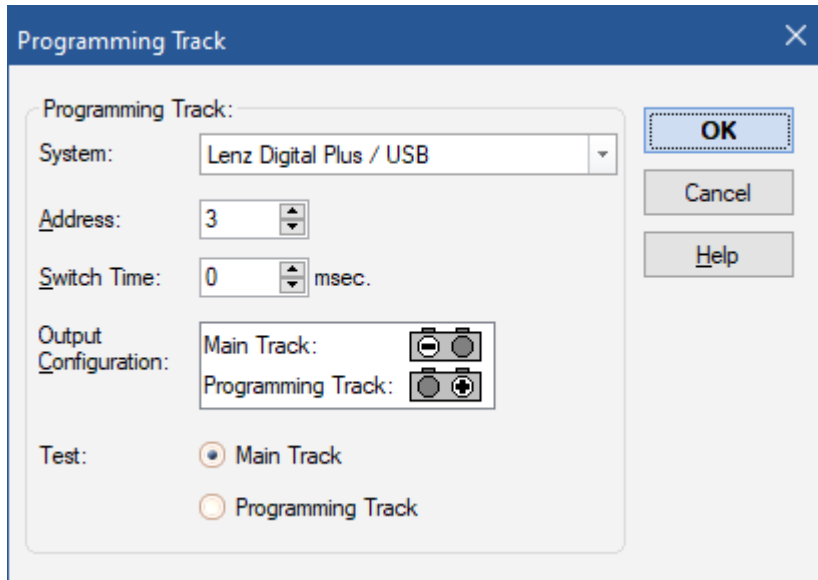 Programming Track
Programming Track:
System: Lenz Digital Plus / USB
Address: 3
Switch Time: 0 msec.
Output
Configuration:
Main Track:
Programming Track:
Test: Main Track
Programming Track
OK
Cancel
Help